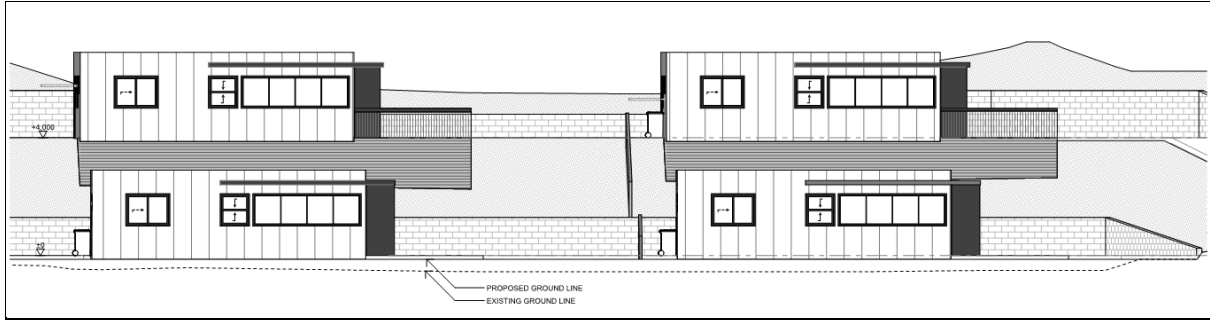 +4,000
±0
PROPOSED GROUND LINE
EXISTING GROUND LINE